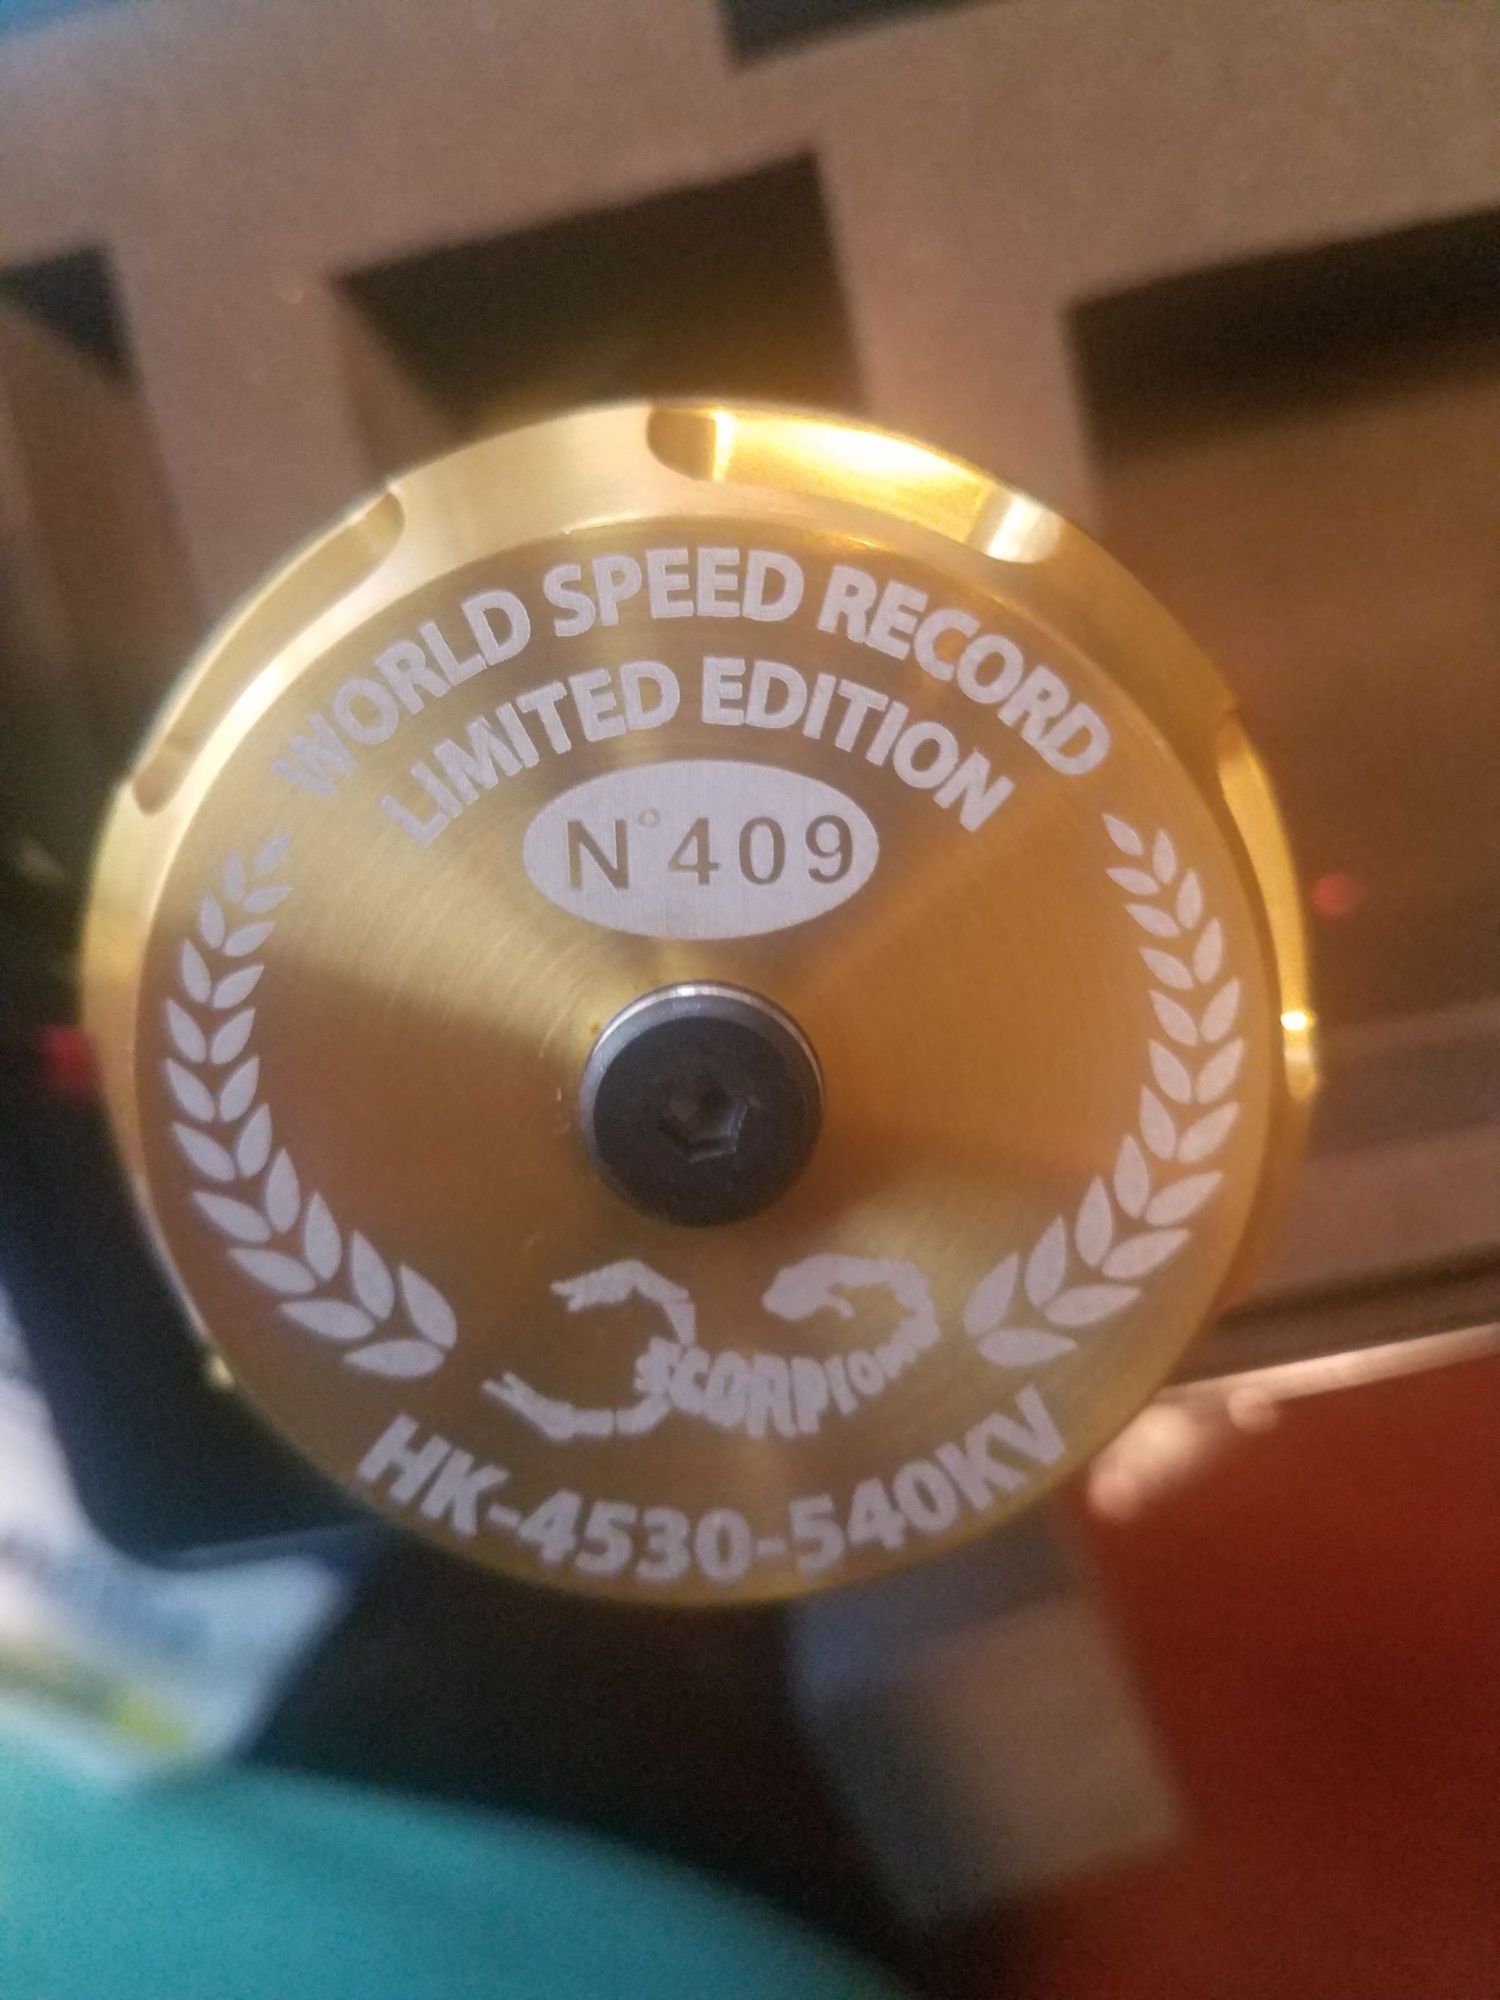 WORLD SPEED RECORD
LIMITED EDITION
N°409
SCORPION
HK-4530-540KV